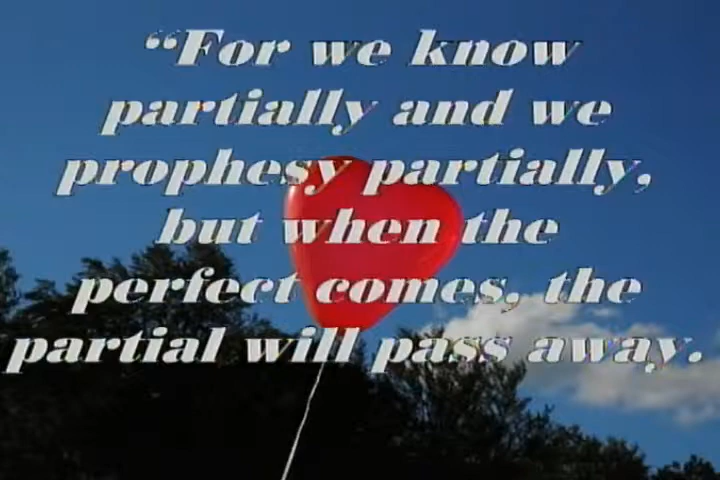 “For we know
partially and we
prophesy partially,
but when the
perfect comes, the
partial will pass away.